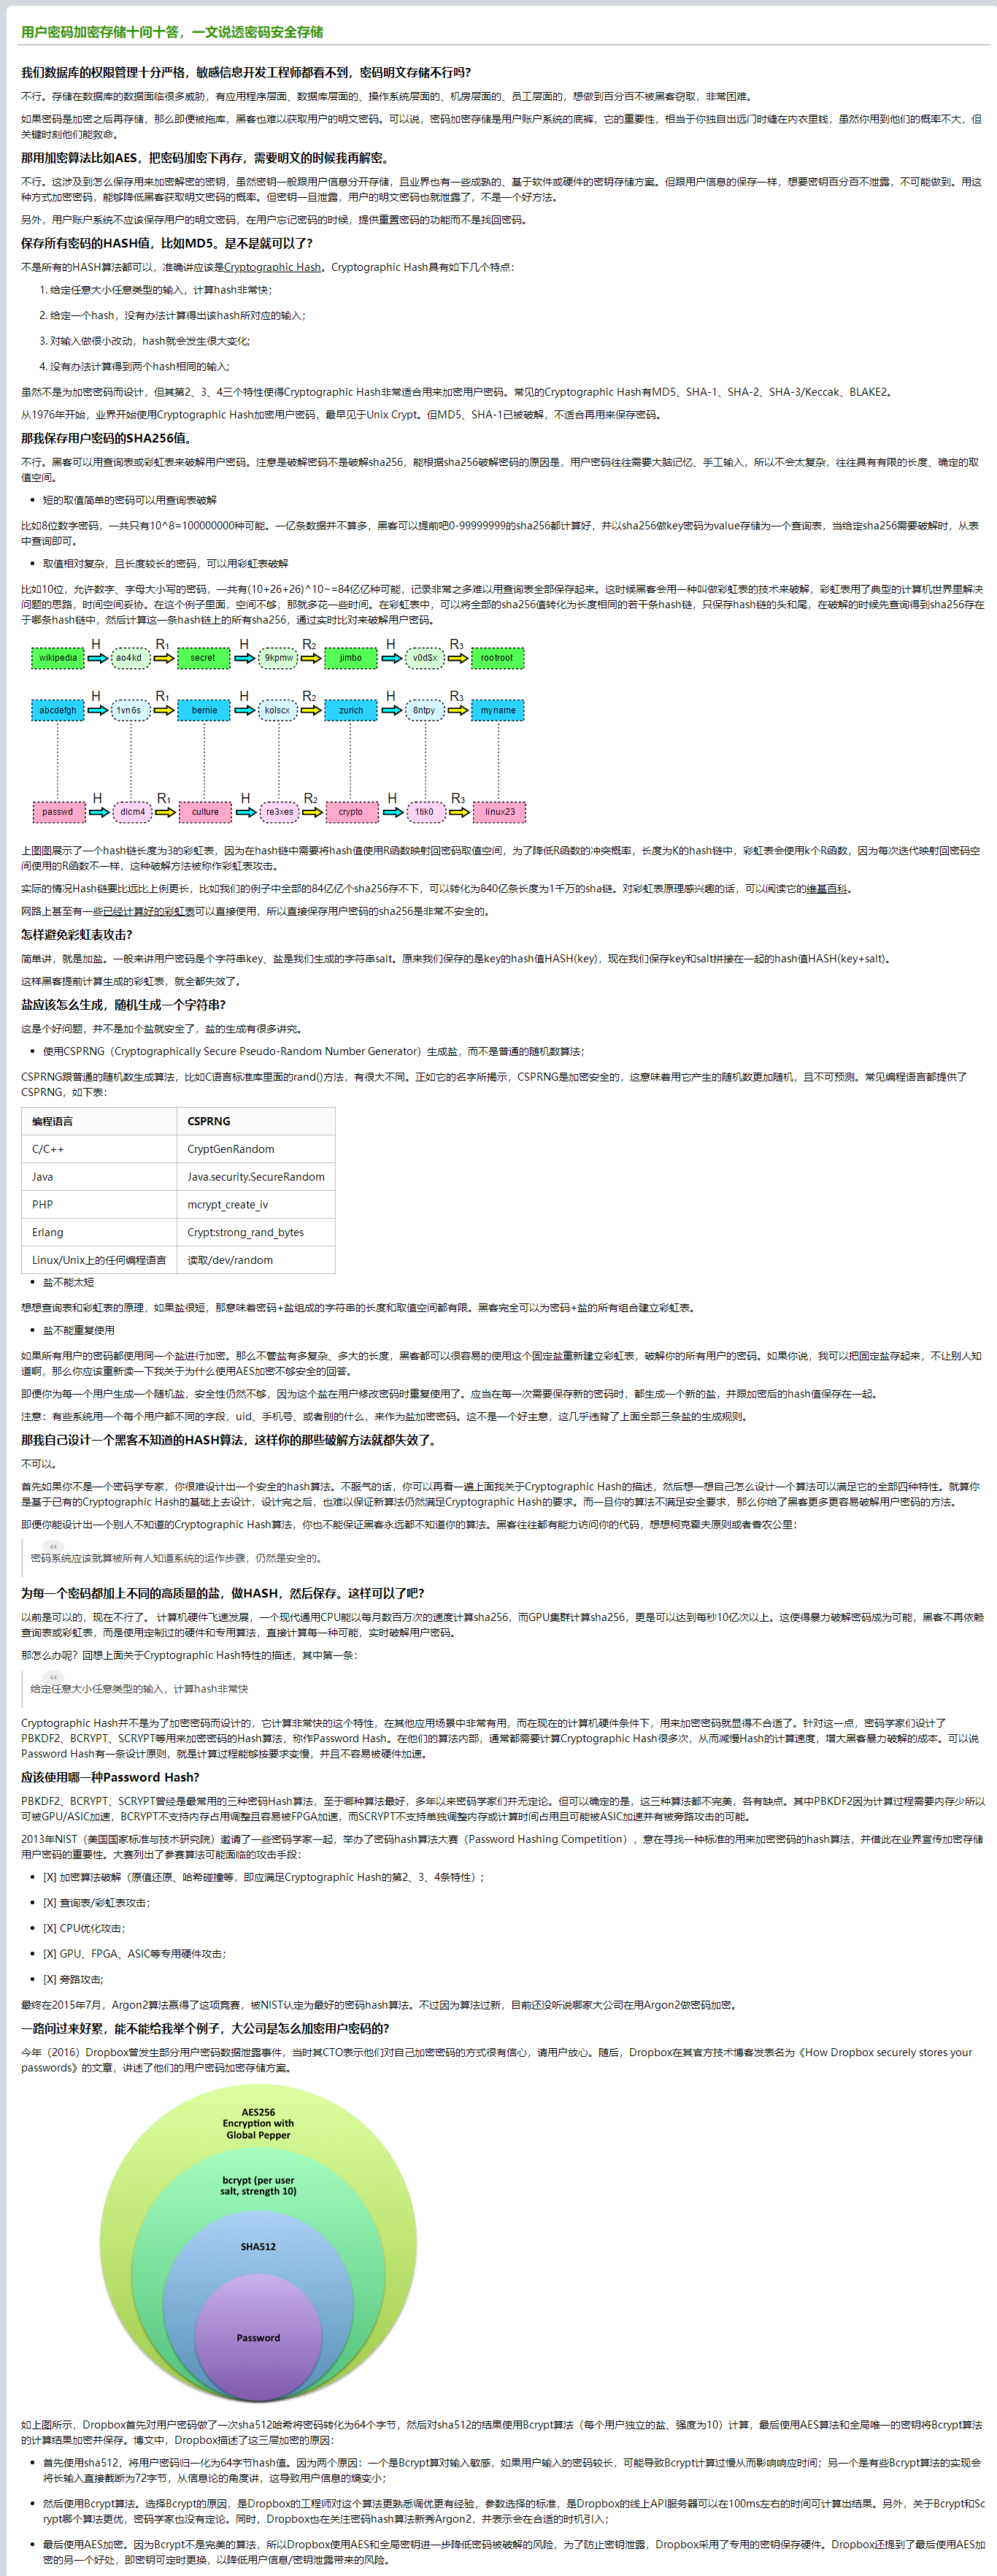 用户密码加密存储十问十答，一文说透密码安全存储
我们数据库的权限管理十分严格，敏感信息开发工程师都看不到，密码明文存储不行吗？
不行。存储在数据库的数据面临很多威胁，有应用程序层面、数据库层面的、操作系统层面的、机房层面的、员工层面的，想做到百分百不被黑客窃取，非常困难。
如果密码是加密之后再存储，那么即便被拖库，黑客也难以获取用户的明文密码。可以说，密码加密存储是用户账户系统的底裤，它的重要性，相当于你独自出远门时缝在内衣里钱，虽然你用到他们的概率不大，但
关键时刻他们能救命。
那用加密算法比如AES，把密码加密下再存，需要明文的时候我再解密。
不行。这涉及到怎么保存用来加密解密的密钥，虽然密钥一般跟用户信息分开存储，且业界也有一些成熟的、基于软件或硬件的密钥存储方案。但跟用户信息的保存一样，想要密钥百分百不泄露，不可能做到。用这
种方式加密密码，能够降低黑客获取明文密码的概率。但密钥一旦泄露，用户的明文密码也就泄露了，不是一个好方法。
另外，用户账户系统不应该保存用户的明文密码，在用户忘记密码的时候，提供重置密码的功能而不是找回密码。
保存所有密码的HASH值，比如MD5。是不是就可以了？
不是所有的HASH算法都可以，准确讲应该是Cryptographic Hash。Cryptographic Hash具有如下几个特点：
1. 给定任意大小任意类型的输入，计算hash非常快；
2. 给定一个hash，没有办法计算得出该hash所对应的输入；
3. 对输入做很小改动，hash就会发生很大变化；
4. 没有办法计算得到两个hash相同的输入；
虽然不是为加密密码而设计，但其第2、3、4三个特性使得Cryptographic Hash非常适合用来加密用户密码。常见的Cryptographic Hash有MD5、SHA-1、SHA-2、SHA-3/Keccak、BLAKE2。
从1976年开始，业界开始使用Cryptographic Hash加密用户密码，最早见于Unix Crypt。但MD5、SHA-1已被破解，不适合再用来保存密码。
那我保存用户密码的SHA256值。
不行。黑客可以用查询表或彩虹表来破解用户密码。注意是破解密码不是破解sha256，能根据sha256破解密码的原因是，用户密码往往需要大脑记忆、手工输入，所以不会太复杂，往往具有有限的长度、确定的取
值空间。
• 短的取值简单的密码可以用查询表破解
比如8位数字密码，一共只有10^8=100000000种可能。一亿条数据并不算多，黑客可以提前吧0-99999999的sha256都计算好，并以sha256做key密码为value存储为一个查询表，当给定sha256需要破解时，从表
中查询即可。
• 取值相对复杂，且长度较长的密码，可以用彩虹表破解
比如10位，允许数字、字母大小写的密码，一共有(10+26+26)^10~=84亿亿种可能，记录非常之多难以用查询表全部保存起来。这时候黑客会用一种叫做彩虹表的技术来破解，彩虹表用了典型的计算机世界里解决
问题的思路，时间空间妥协。在这个例子里面，空间不够，那就多花一些时间。在彩虹表中，可以将全部的sha256值转化为长度相同的若干条hash链，只保存hash链的头和尾，在破解的时候先查询得到sha256存在
于哪条hash链中，然后计算这一条hash链上的所有sha256，通过实时比对来破解用户密码。
H R1 H R2 H R3
wikipedia ao4kd secret 9kpmw jimbo v0d$x rootroot
H R1 H R2 H R3
abcdefgh 1vn6s bernie kolscx zurich 8ntpy myname
H R1 H R2 H R3
passwd dlcm4 culture re3xes crypto 1tik0 linux23
上图图展示了一个hash链长度为3的彩虹表，因为在hash链中需要将hash值使用R函数映射回密码取值空间，为了降低R函数的冲突概率，长度为K的hash链中，彩虹表会使用k个R函数，因为每次迭代映射回密码空
间使用的R函数不一样，这种破解方法被称作彩虹表攻击。
实际的情况Hash链要比远比上例更长，比如我们的例子中全部的84亿亿个sha256存不下，可以转化为840亿条长度为1千万的sha链。对彩虹表原理感兴趣的话，可以阅读它的维基百科。
网路上甚至有一些已经计算好的彩虹表可以直接使用，所以直接保存用户密码的sha256是非常不安全的。
怎样避免彩虹表攻击？
简单讲，就是加盐。一般来讲用户密码是个字符串key、盐是我们生成的字符串salt。原来我们保存的是key的hash值HASH(key)，现在我们保存key和salt拼接在一起的hash值HASH(key+salt)。
这样黑客提前计算生成的彩虹表，就全都失效了。
盐应该怎么生成，随机生成一个字符串？
这是个好问题，并不是加个盐就安全了，盐的生成有很多讲究。
• 使用CSPRNG（Cryptographically Secure Pseudo-Random Number Generator）生成盐，而不是普通的随机数算法；
CSPRNG跟普通的随机数生成算法，比如C语言标准库里面的rand()方法，有很大不同。正如它的名字所揭示，CSPRNG是加密安全的，这意味着用它产生的随机数更加随机，且不可预测。常见编程语言都提供了
CSPRNG，如下表：
编程语言 CSPRNG
C/C++ CryptGenRandom
Java Java.security.SecureRandom
PHP mcrypt_create_iv
Erlang Crypt:strong_rand_bytes
Linux/Unix上的任何编程语言 读取/dev/random
• 盐不能太短
想想查询表和彩虹表的原理，如果盐很短，那意味着密码+盐组成的字符串的长度和取值空间都有限。黑客完全可以为密码+盐的所有组合建立彩虹表。
• 盐不能重复使用
如果所有用户的密码都使用同一个盐进行加密。那么不管盐有多复杂、多大的长度，黑客都可以很容易的使用这个固定盐重新建立彩虹表，破解你的所有用户的密码。如果你说，我可以把固定盐存起来，不让别人知
道啊，那么你应该重新读一下我关于为什么使用AES加密不够安全的回答。
即便你为每一个用户生成一个随机盐，安全性仍然不够，因为这个盐在用户修改密码时重复使用了。应当在每一次需要保存新的密码时，都生成一个新的盐，并跟加密后的hash值保存在一起。
注意：有些系统用一个每个用户都不同的字段，uid、手机号、或者别的什么，来作为盐加密密码。这不是一个好主意，这几乎违背了上面全部三条盐的生成规则。
那我自己设计一个黑客不知道的HASH算法，这样你的那些破解方法就都失效了。
不可以。
首先如果你不是一个密码学专家，你很难设计出一个安全的hash算法。不服气的话，你可以再看一遍上面我关于Cryptographic Hash的描述，然后想一想自己怎么设计一个算法可以满足它的全部四种特性。就算你
是基于已有的Cryptographic Hash的基础上去设计，设计完之后，也难以保证新算法仍然满足Cryptographic Hash的要求。而一旦你的算法不满足安全要求，那么你给了黑客更多更容易破解用户密码的方法。
即便你能设计出一个别人不知道的Cryptographic Hash算法，你也不能保证黑客永远都不知道你的算法。黑客往往都有能力访问你的代码，想想柯克霍夫原则或者香农公里：
密码系统应该就算被所有人知道系统的运作步骤，仍然是安全的。
为每一个密码都加上不同的高质量的盐，做HASH，然后保存。这样可以了吧？
以前是可以的，现在不行了。 计算机硬件飞速发展，一个现代通用CPU能以每月数百万次的速度计算sha256，而GPU集群计算sha256，更是可以达到每秒10亿次以上。这使得暴力破解密码成为可能，黑客不再依赖
查询表或彩虹表，而是使用定制过的硬件和专用算法，直接计算每一种可能，实时破解用户密码。
那怎么办呢？回想上面关于Cryptographic Hash特性的描述，其中第一条：
给定任意大小任意类型的输入，计算hash非常快
Cryptographic Hash并不是为了加密密码而设计的，它计算非常快的这个特性，在其他应用场景中非常有用，而在现在的计算机硬件条件下，用来加密密码就显得不合适了。针对这一点，密码学家们设计了
PBKDF2、BCRYPT、SCRYPT等用来加密密码的Hash算法，称作Password Hash。在他们的算法内部，通常都需要计算Cryptographic Hash很多次，从而减慢Hash的计算速度，增大黑客暴力破解的成本。可以说
Password Hash有一条设计原则，就是计算过程能够按要求变慢，并且不容易被硬件加速。
应该使用哪一种Password Hash?
PBKDF2、BCRYPT、SCRYPT曾经是最常用的三种密码Hash算法，至于哪种算法最好，多年以来密码学家们并无定论。但可以确定的是，这三种算法都不完美，各有缺点。其中PBKDF2因为计算过程需要内存少所以
可被GPU/ASIC加速，BCRYPT不支持内存占用调整且容易被FPGA加速，而SCRYPT不支持单独调整内存或计算时间占用且可能被ASIC加速并有被旁路攻击的可能。
2013年NIST（美国国家标准与技术研究院）邀请了一些密码学家一起，举办了密码hash算法大赛（Password Hashing Competition），意在寻找一种标准的用来加密密码的hash算法，并借此在业界宣传加密存储
用户密码的重要性。大赛列出了参赛算法可能面临的攻击手段：
• [X] 加密算法破解（原值还原、哈希碰撞等，即应满足Cryptographic Hash的第2、3、4条特性）；
• [X] 查询表/彩虹表攻击；
• [X] CPU优化攻击；
• [X] GPU、FPGA、ASIC等专用硬件攻击；
• [X] 旁路攻击；
最终在2015年7月，Argon2算法赢得了这项竞赛，被NIST认定为最好的密码hash算法。不过因为算法过新，目前还没听说哪家大公司在用Argon2做密码加密。
一路问过来好累，能不能给我举个例子，大公司是怎么加密用户密码的？
今年（2016）Dropbox曾发生部分用户密码数据泄露事件，当时其CTO表示他们对自己加密密码的方式很有信心，请用户放心。随后，Dropbox在其官方技术博客发表名为《How Dropbox securely stores your
passwords》的文章，讲述了他们的用户密码加密存储方案。
AES256
Encryption with
Global Pepper
bcrypt (per user
salt, strength 10)
SHA512
Password
如上图所示，Dropbox首先对用户密码做了一次sha512哈希将密码转化为64个字节，然后对sha512的结果使用Bcrypt算法（每个用户独立的盐、强度为10）计算，最后使用AES算法和全局唯一的密钥将Bcrypt算法
的计算结果加密并保存。博文中，Dropbox描述了这三层加密的原因：
• 首先使用sha512，将用户密码归一化为64字节hash值。因为两个原因：一个是Bcrypt算对输入敏感，如果用户输入的密码较长，可能导致Bcrypt计算过慢从而影响响应时间；另一个是有些Bcrypt算法的实现会
将长输入直接截断为72字节，从信息论的角度讲，这导致用户信息的熵变小；
• 然后使用Bcrypt算法。选择Bcrypt的原因，是Dropbox的工程师对这个算法更熟悉调优更有经验，参数选择的标准，是Dropbox的线上API服务器可以在100ms左右的时间可计算出结果。另外，关于Bcrypt和Sc
rypt哪个算法更优，密码学家也没有定论。同时，Dropbox也在关注密码hash算法新秀Argon2，并表示会在合适的时机引入；
• 最后使用AES加密。因为Bcrypt不是完美的算法，所以Dropbox使用AES和全局密钥进一步降低密码被破解的风险，为了防止密钥泄露，Dropbox采用了专用的密钥保存硬件。Dropbox还提到了最后使用AES加
密的另一个好处，即密钥可定时更换，以降低用户信息/密钥泄露带来的风险。